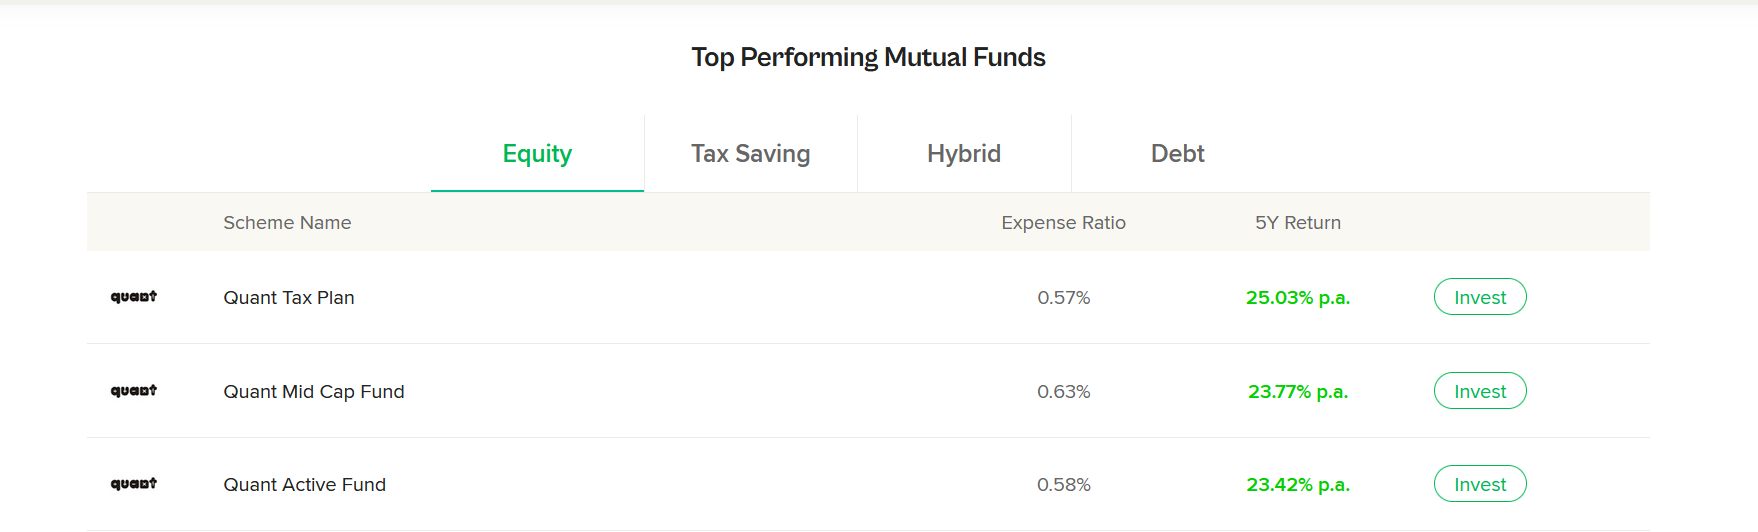 Top Performing Mutual Funds
Equity Tax Saving Hybrid Debt
Scheme Name Expense Ratio 5Y Return
quant Quant Tax Plan 0.57% 25.03% p.a. Invest
quant Quant Mid Cap Fund 0.63% 23.77% p.a. Invest
quant Quant Active Fund 0.58% 23.42% p.a. Invest